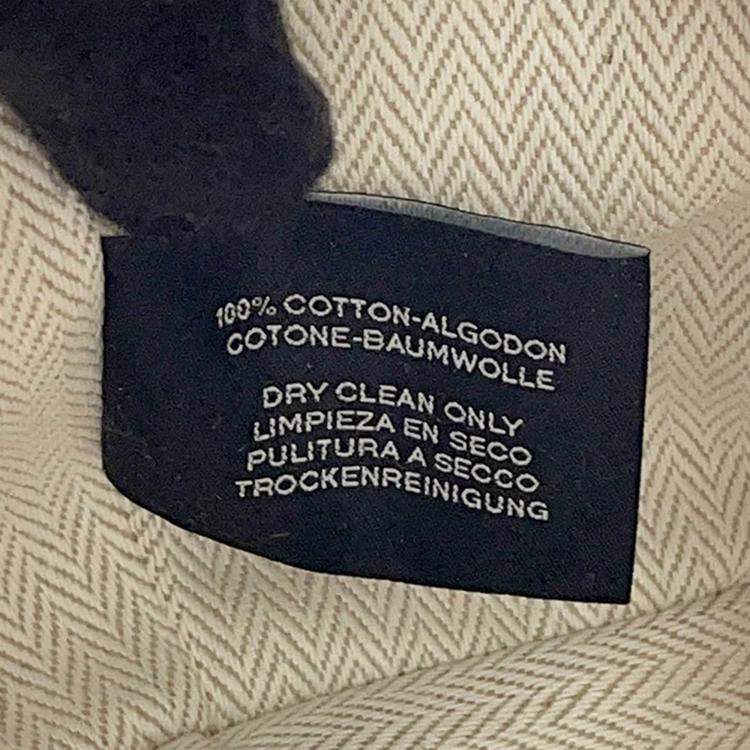 100% COTTON-ALGODON
COTONE-BAUMWOLLE
DRY CLEAN ONLY
LIMPIEZA EN SECO
PULITURA A SECCO
TROCKENREINIGUNG